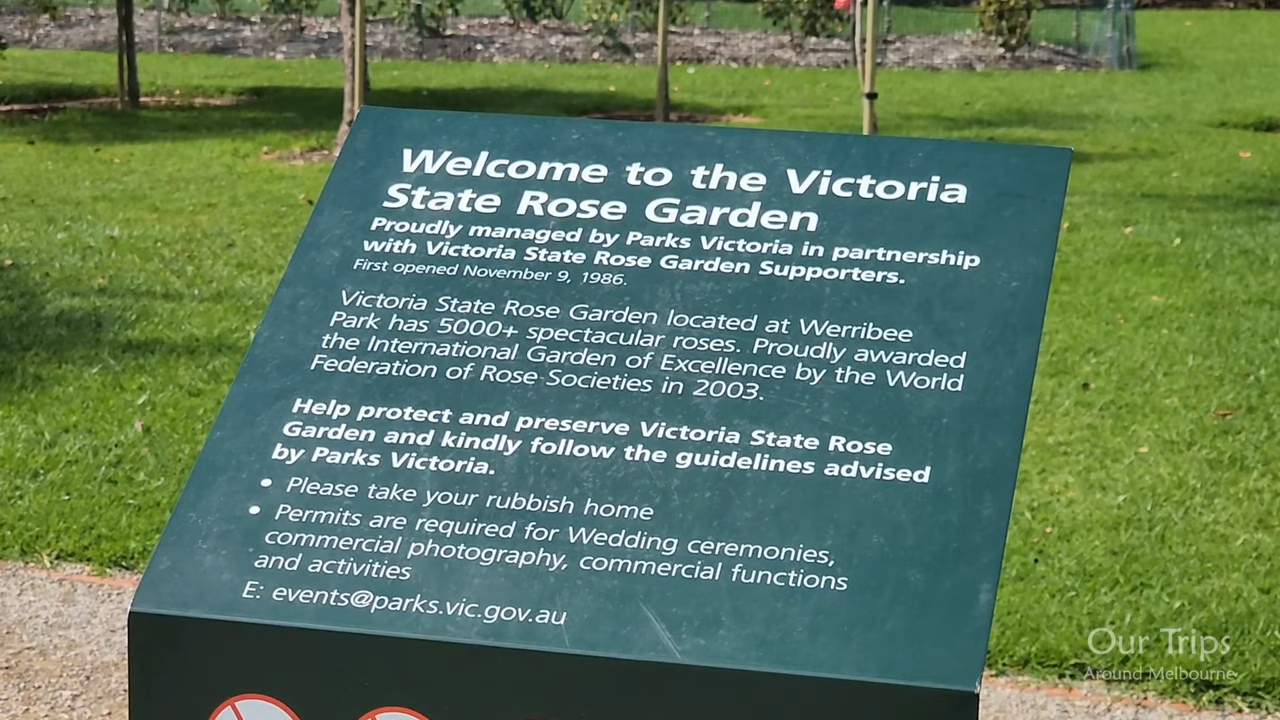 Welcome to the Victoria
State Rose Garden
Proudly managed by Parks Victoria in partnership
with Victoria State Rose Garden Supporters.
First opened November 9, 1986.
Victoria State Rose Garden located at Werribee
Park has 5000+ spectacular roses. Proudly awarded
the International Garden of Excellence by the World
Federation of Rose Societies in 2003.
Help protect and preserve Victoria State Rose
Garden and kindly follow the guidelines advised
by Parks Victoria.
• Please take your rubbish home
• Permits are required for Wedding ceremonies,
commercial photography, commercial functions
and activities
E: events@parks.vic.gov.au
Our Trips
Around Melbourne